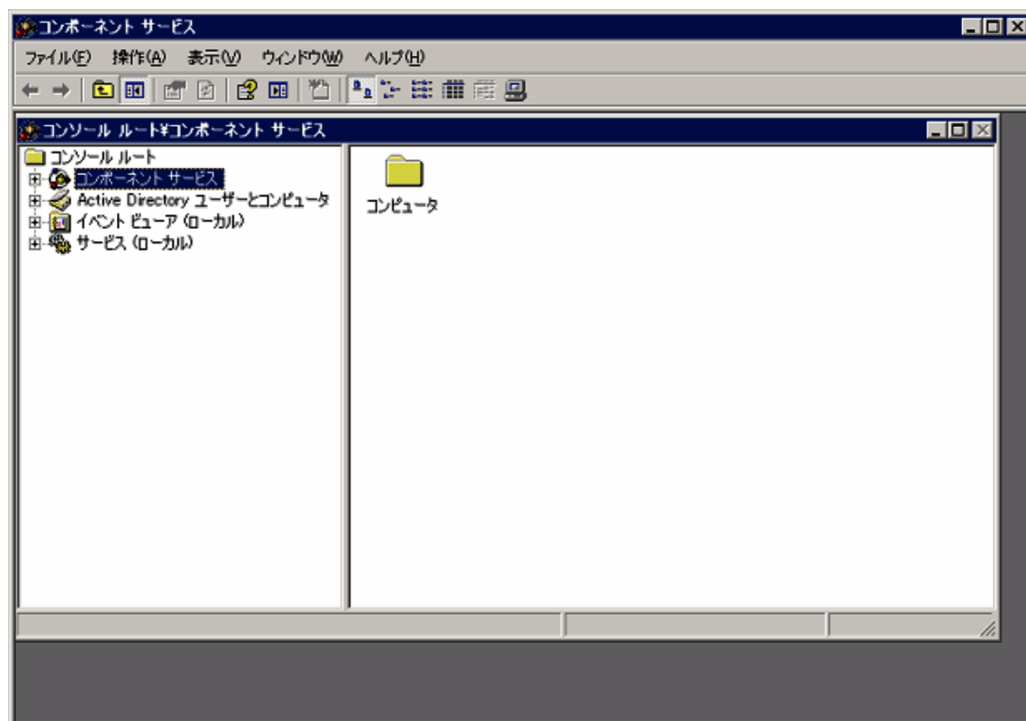 コンポーネント サービス
ファイル(F) 操作(A) 表示(V) ウィンドウ(W) ヘルプ(H)
コンソール ルート¥コンポーネント サービス
コンソール ルート
コンポーネント サービス
Active Directory ユーザーとコンピュータ
イベント ビューア (ローカル)
サービス (ローカル)
コンピュータ